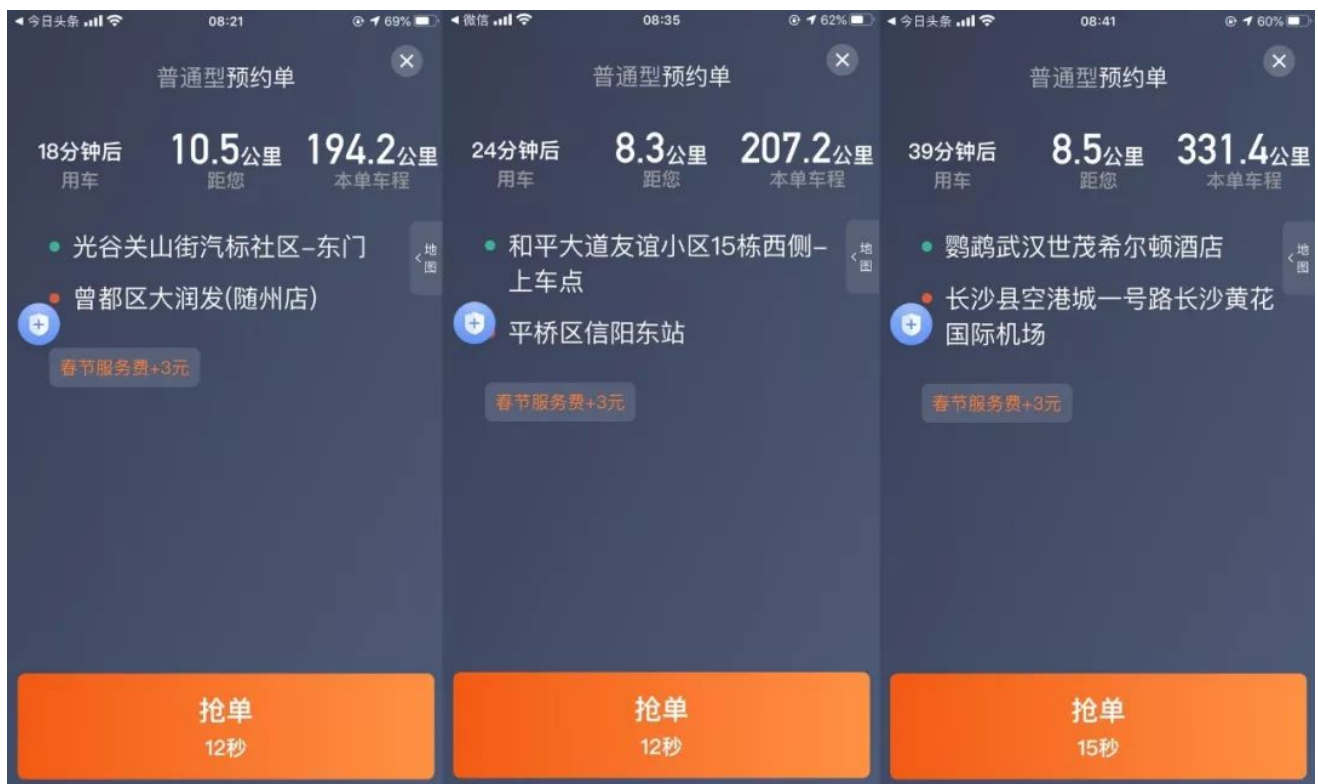 今日头条
08:21
69%
普通型预约单
18分钟后
用车
10.5公里
距您
194.2公里
本单车程
光谷关山街汽标社区-东门
曾都区大润发(随州店)
地图
春节服务费+3元
抢单
12秒
微信
08:35
62%
普通型预约单
24分钟后
用车
8.3公里
距您
207.2公里
本单车程
和平大道友谊小区15栋西侧-
上车点
平桥区信阳东站
地图
春节服务费+3元
抢单
12秒
今日头条
08:41
60%
普通型预约单
39分钟后
用车
8.5公里
距您
331.4公里
本单车程
鹦鹉武汉世茂希尔顿酒店
长沙县空港城一号路长沙黄花
国际机场
地图
春节服务费+3元
抢单
15秒